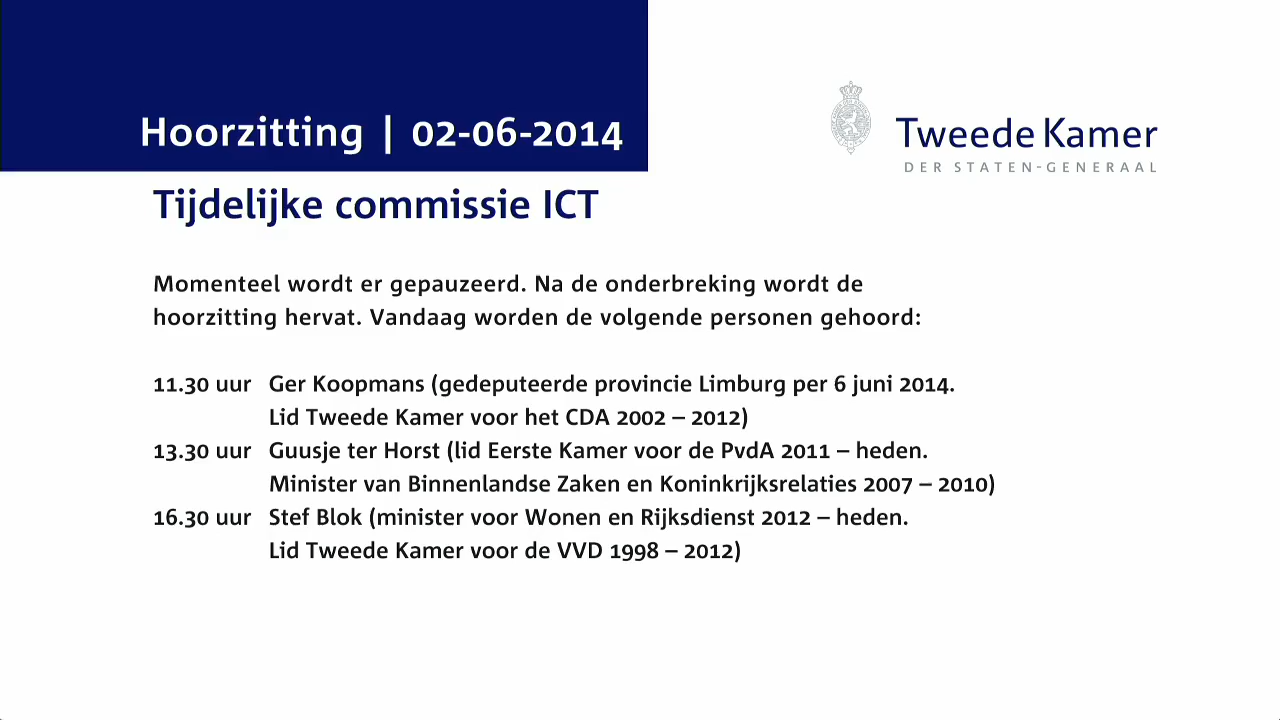 Hoorzitting | 02-06-2014
Tweede Kamer
DER STATEN-GENERAAL
Tijdelijke commissie ICT
Momenteel wordt er gepauzeerd. Na de onderbreking wordt de
hoorzitting hervat. Vandaag worden de volgende personen gehoord:
11.30 uur Ger Koopmans (gedeputeerde provincie Limburg per 6 juni 2014.
Lid Tweede Kamer voor het CDA 2002 – 2012)
13.30 uur Guusje ter Horst (lid Eerste Kamer voor de PvdA 2011 – heden.
Minister van Binnenlandse Zaken en Koninkrijksrelaties 2007 – 2010)
16.30 uur Stef Blok (minister voor Wonen en Rijksdienst 2012 – heden.
Lid Tweede Kamer voor de VVD 1998 – 2012)